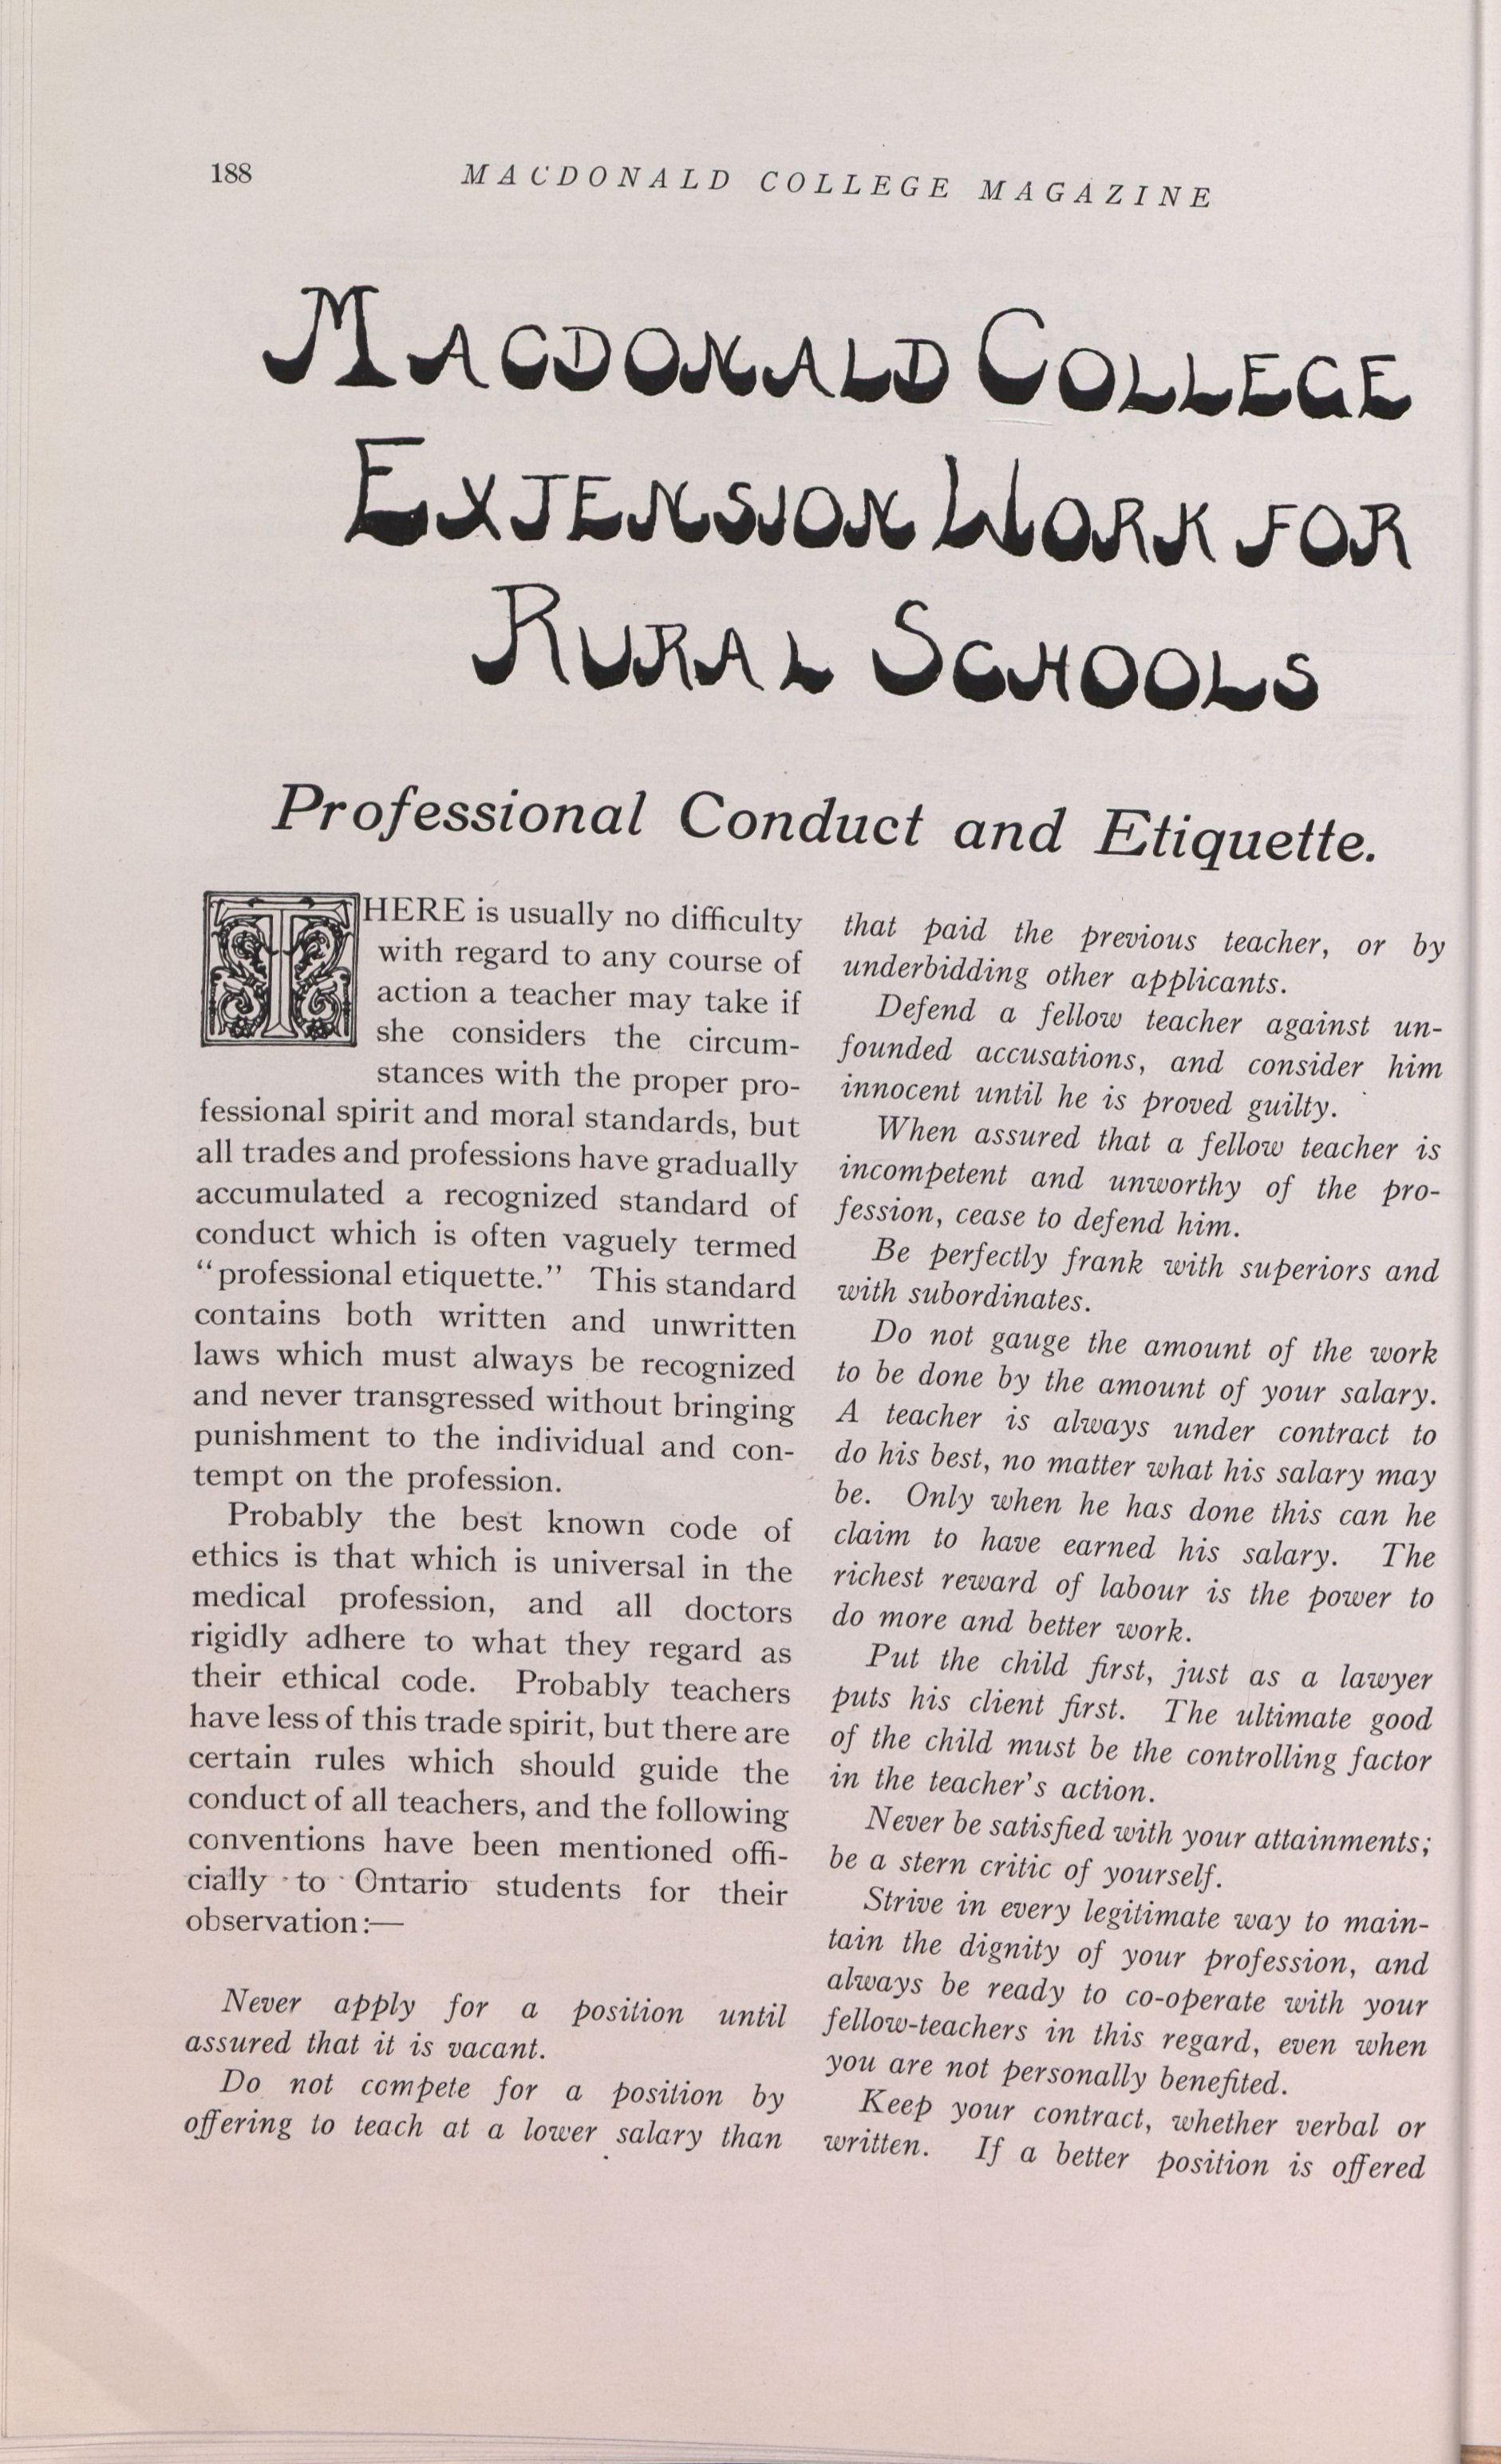 188
MACDONALD COLLEGE MAGAZINE
MACDONALD COLLEGE
EXTENSION WORK FOR
RURAL SCHOOLS
Professional Conduct and Etiquette.
THERE is usually no difficulty
with regard to any course of
action a teacher may take if
she considers the circum-
stances with the proper pro-
fessional spirit and moral standards, but
all trades and professions have gradually
accumulated a recognized standard of
conduct which is often vaguely termed
“professional etiquette.” This standard
contains both written and unwritten
laws which must always be recognized
and never transgressed without bringing
punishment to the individual and con-
tempt on the profession.
Probably the best known code of
ethics is that which is universal in the
medical profession, and all doctors
rigidly adhere to what they regard as
their ethical code. Probably teachers
have less of this trade spirit, but there are
certain rules which should guide the
conduct of all teachers, and the following
conventions have been mentioned offi-
cially to Ontario students for their
observation:—
Never apply for a position until
assured that it is vacant.
Do not compete for a position by
offering to teach at a lower salary than
that paid the previous teacher, or by
underbidding other applicants.
Defend a fellow teacher against un-
founded accusations, and consider him
innocent until he is proved guilty.
When assured that a fellow teacher is
incompetent and unworthy of the pro-
fession, cease to defend him.
Be perfectly frank with superiors and
with subordinates.
Do not gauge the amount of the work
to be done by the amount of your salary.
A teacher is always under contract to
do his best, no matter what his salary may
be. Only when he has done this can he
claim to have earned his salary. The
richest reward of labour is the power to
do more and better work.
Put the child first, just as a lawyer
puts his client first. The ultimate good
of the child must be the controlling factor
in the teacher's action.
Never be satisfied with your attainments;
be a stern critic of yourself.
Strive in every legitimate way to main-
tain the dignity of your profession, and
always be ready to co-operate with your
fellow-teachers in this regard, even when
you are not personally benefited.
Keep your contract, whether verbal or
written. If a better position is offered